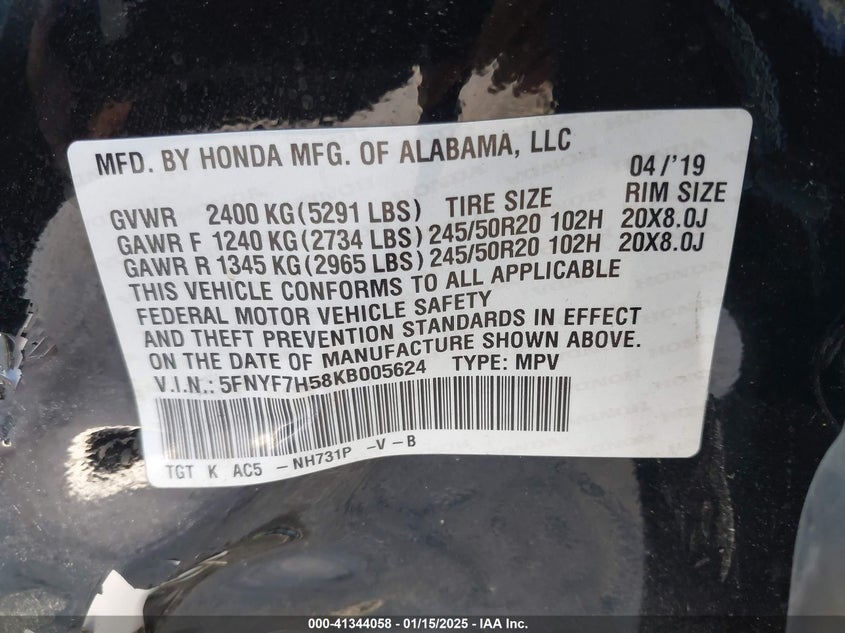 MFD. BY HONDA MFG. OF ALABAMA, LLC 04/'19
GVWR 2400 KG(5291 LBS) TIRE SIZE RIM SIZE
GAWR F 1240 KG(2734 LBS) 245/50R20 102H 20X8.0J
GAWR R 1345 KG(2965 LBS) 245/50R20 102H 20X8.0J
THIS VEHICLE CONFORMS TO ALL APPLICABLE
FEDERAL MOTOR VEHICLE SAFETY
AND THEFT PREVENTION STANDARDS IN EFFECT
ON THE DATE OF MANUFACTURE SHOWN ABOVE.
V.I.N.: 5FNYF7H58KB005624 TYPE: MPV
TGT K AC5 -NH731P -V-B
000-41344058 - 01/15/2025 - IAA Inc.